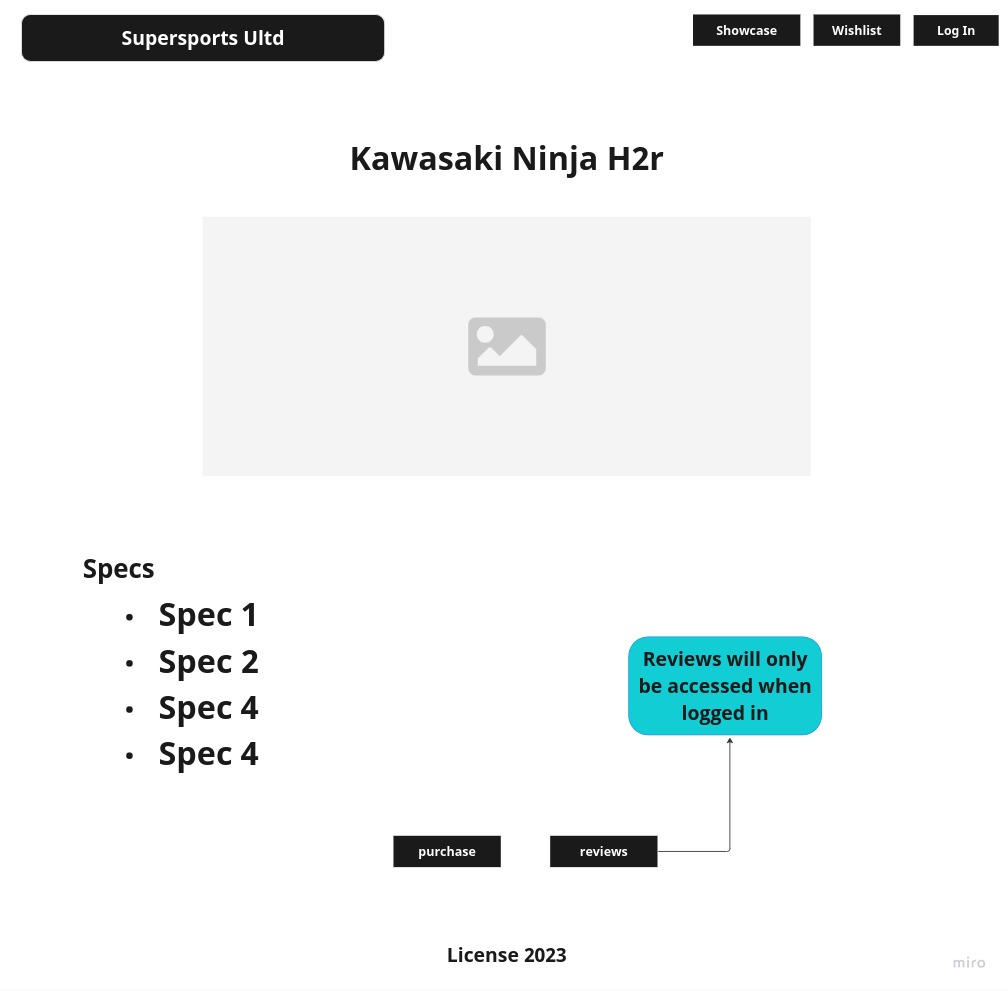 Supersports Ultd
Showcase
Wishlist
Log In
Kawasaki Ninja H2r
Specs
• Spec 1
• Spec 2
• Spec 4
• Spec 4
Reviews will only
be accessed when
logged in
purchase
reviews
License 2023
miro